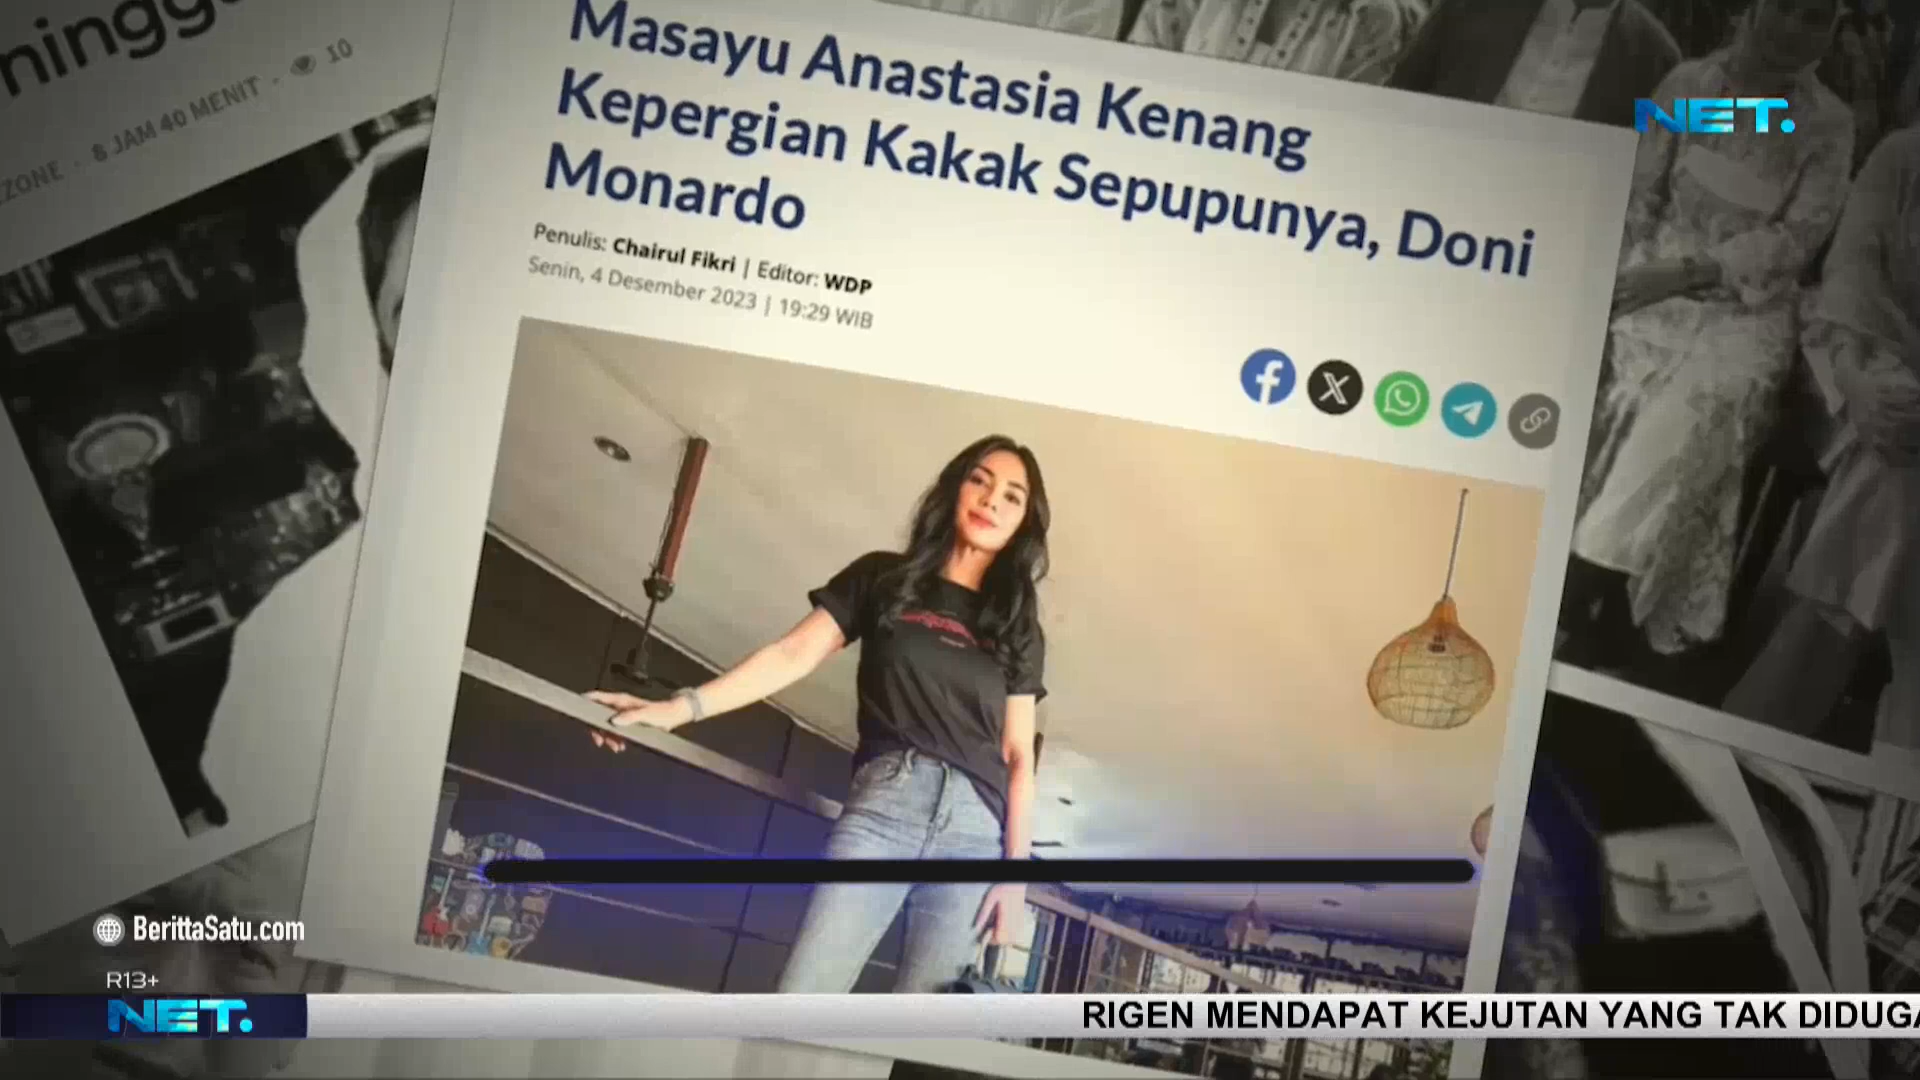 Masayu Anastasia Kenang
Kepergian Kakak Sepupunya, Doni
Monardo
Penulis: Chairul Fikri | Editor: WDP
Senin, 4 Desember 2023 | 19:29 WIB
8 JAM 40 MENIT · 10
NET.
BerittaSatu.com
R13+
NET.
RIGEN MENDAPAT KEJUTAN YANG TAK DIDUGA